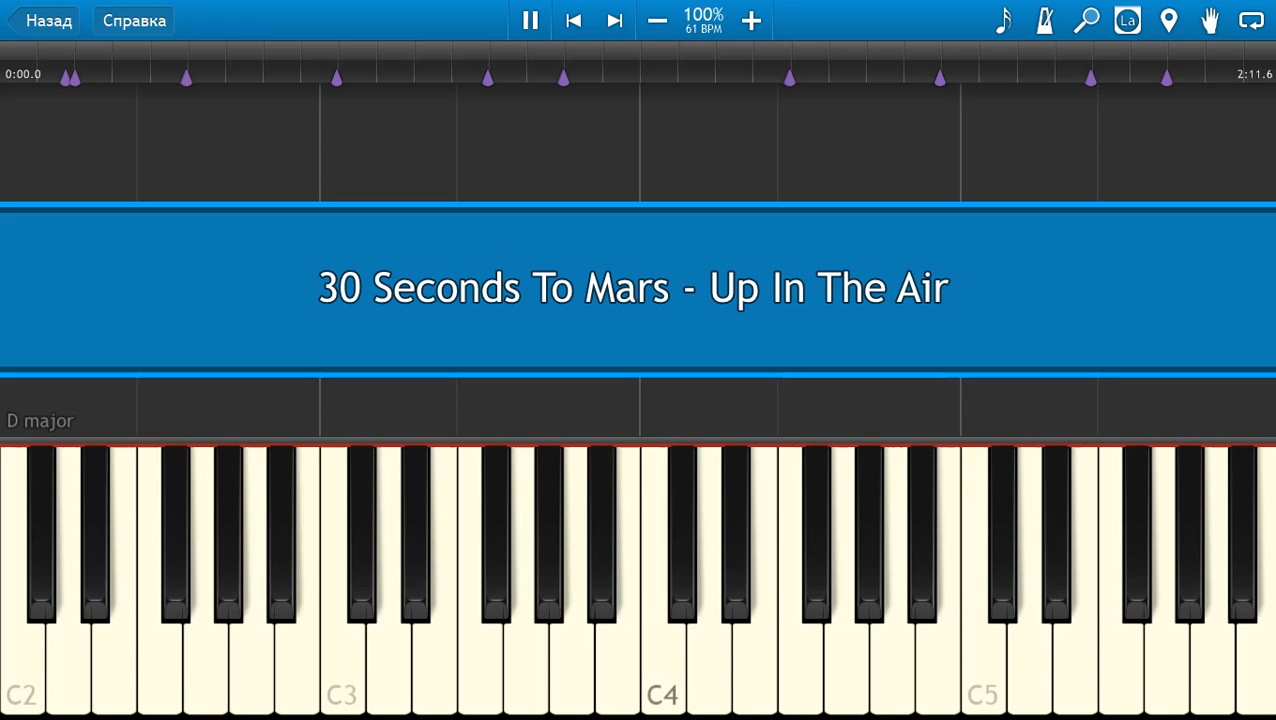 Назад Справка 100% La
61 BPM
0:00.0 2:11.6
30 Seconds To Mars - Up In The Air
D major
C2 C3 C4 C5